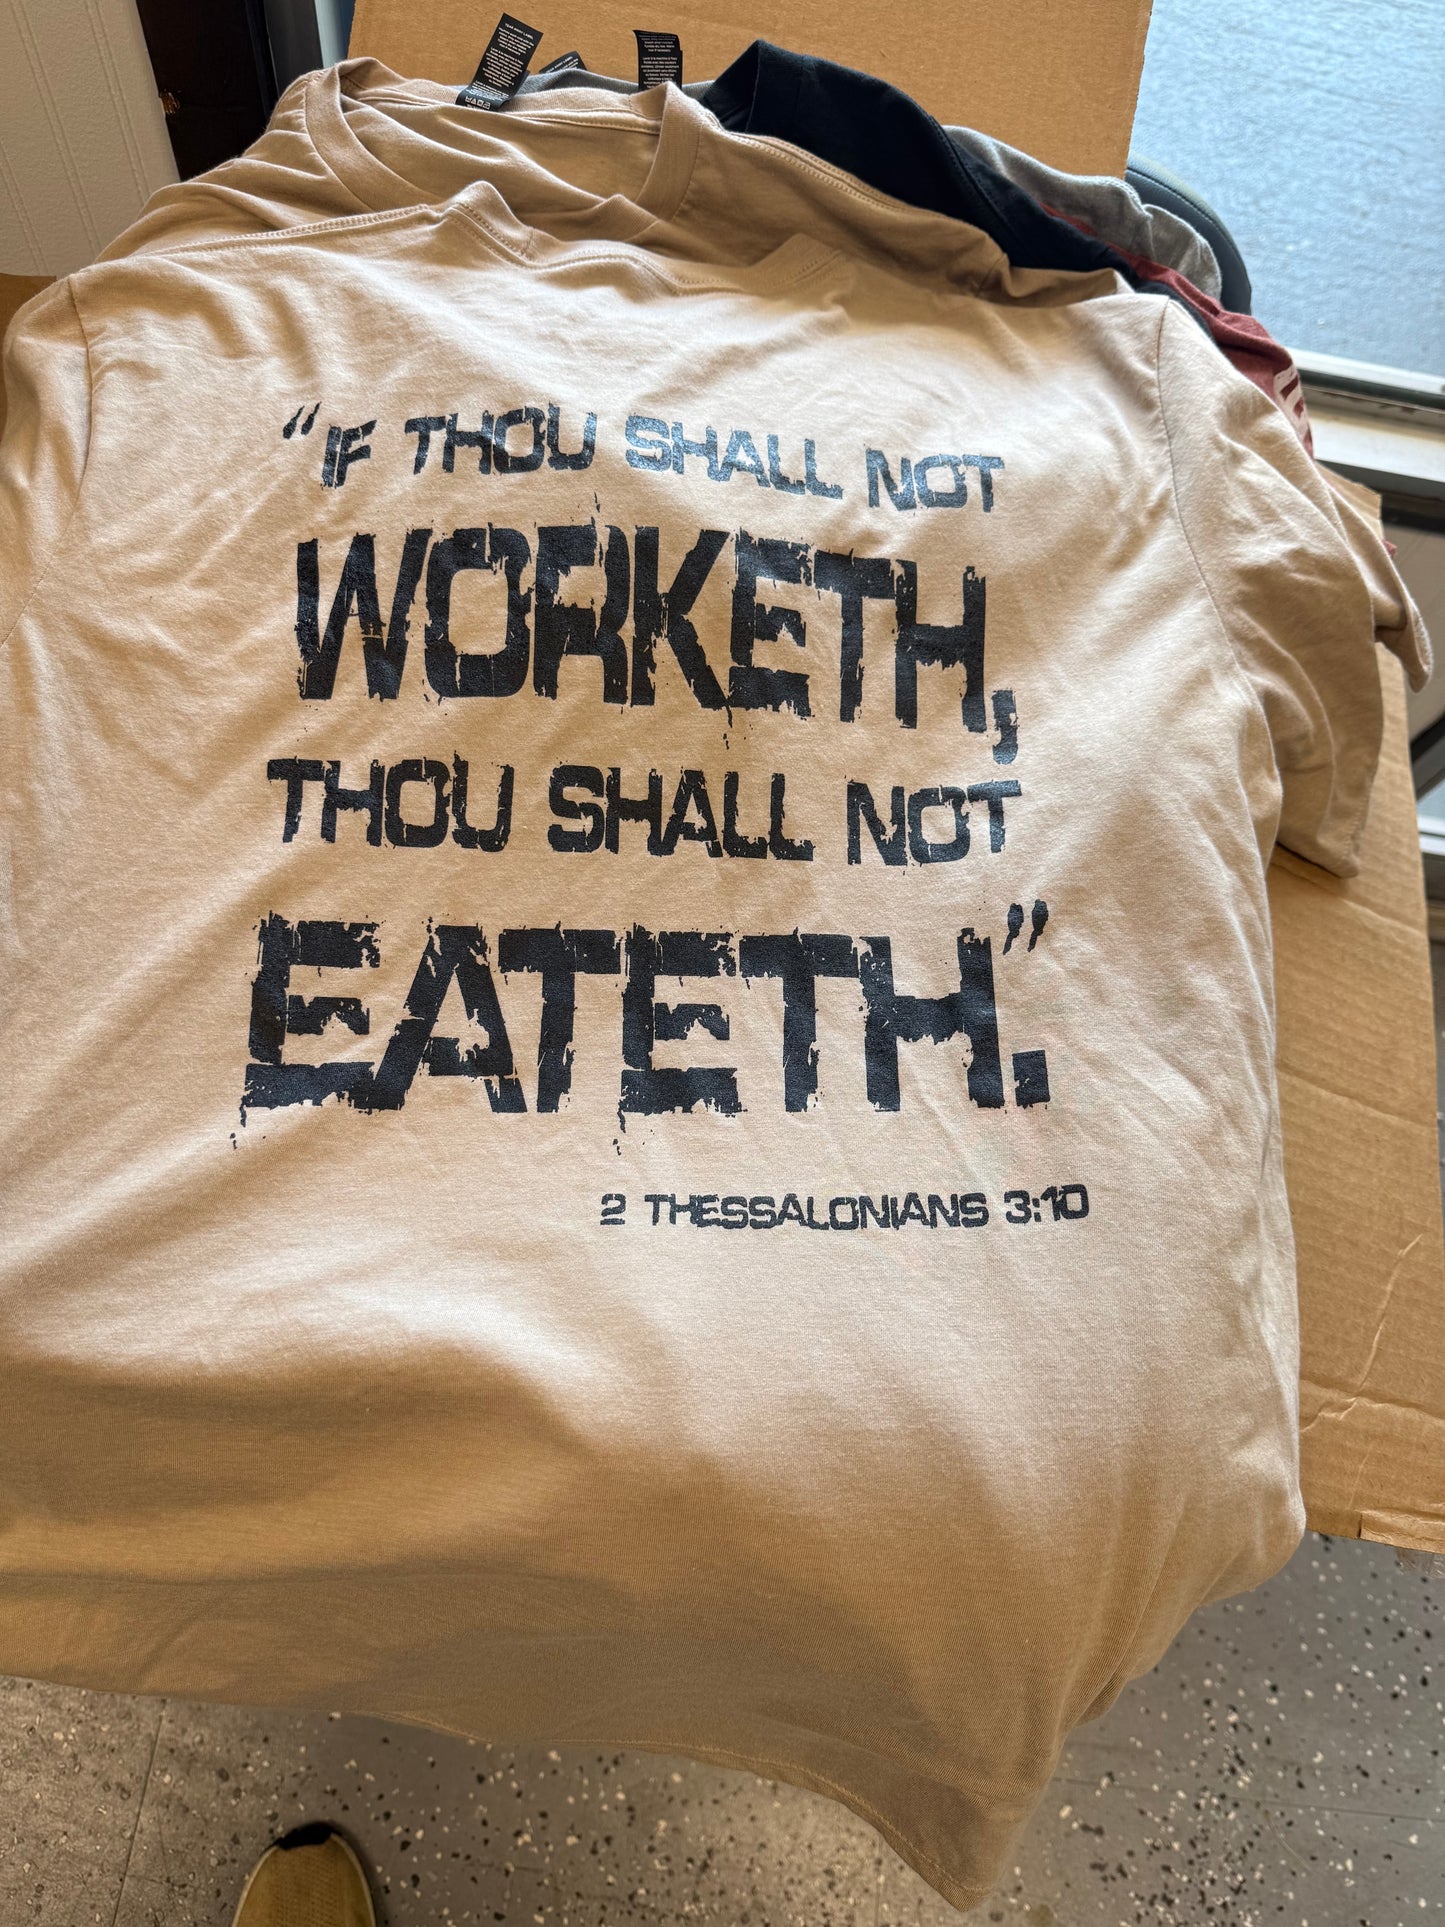 "IF THOU SHALL NOT
WORKETH,
THOU SHALL NOT
EATETH."
2 THESSALONIANS 3:10